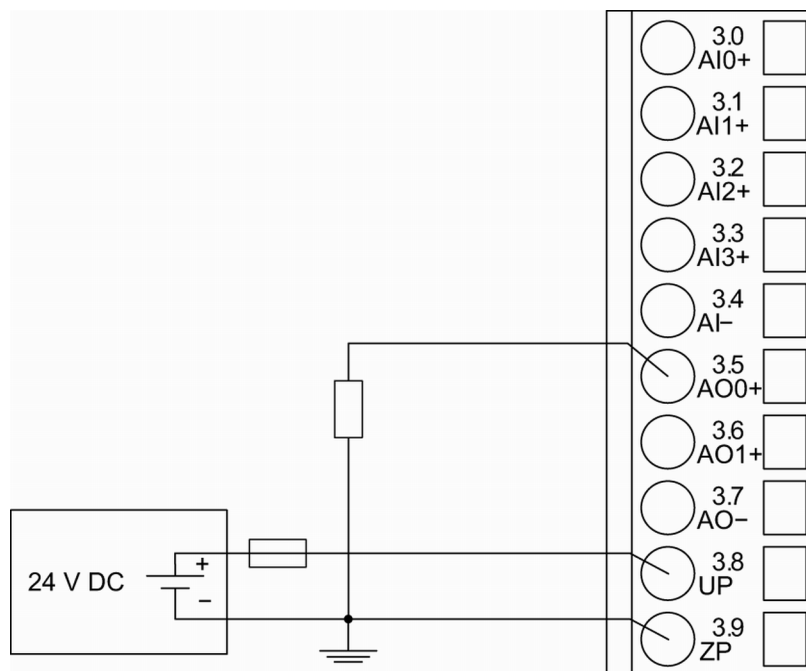 3.0
AI0+
3.1
AI1+
3.2
AI2+
3.3
AI3+
3.4
AI−
3.5
AO0+
3.6
AO1+
3.7
AO−
3.8
UP
3.9
ZP
+
24 V DC
−